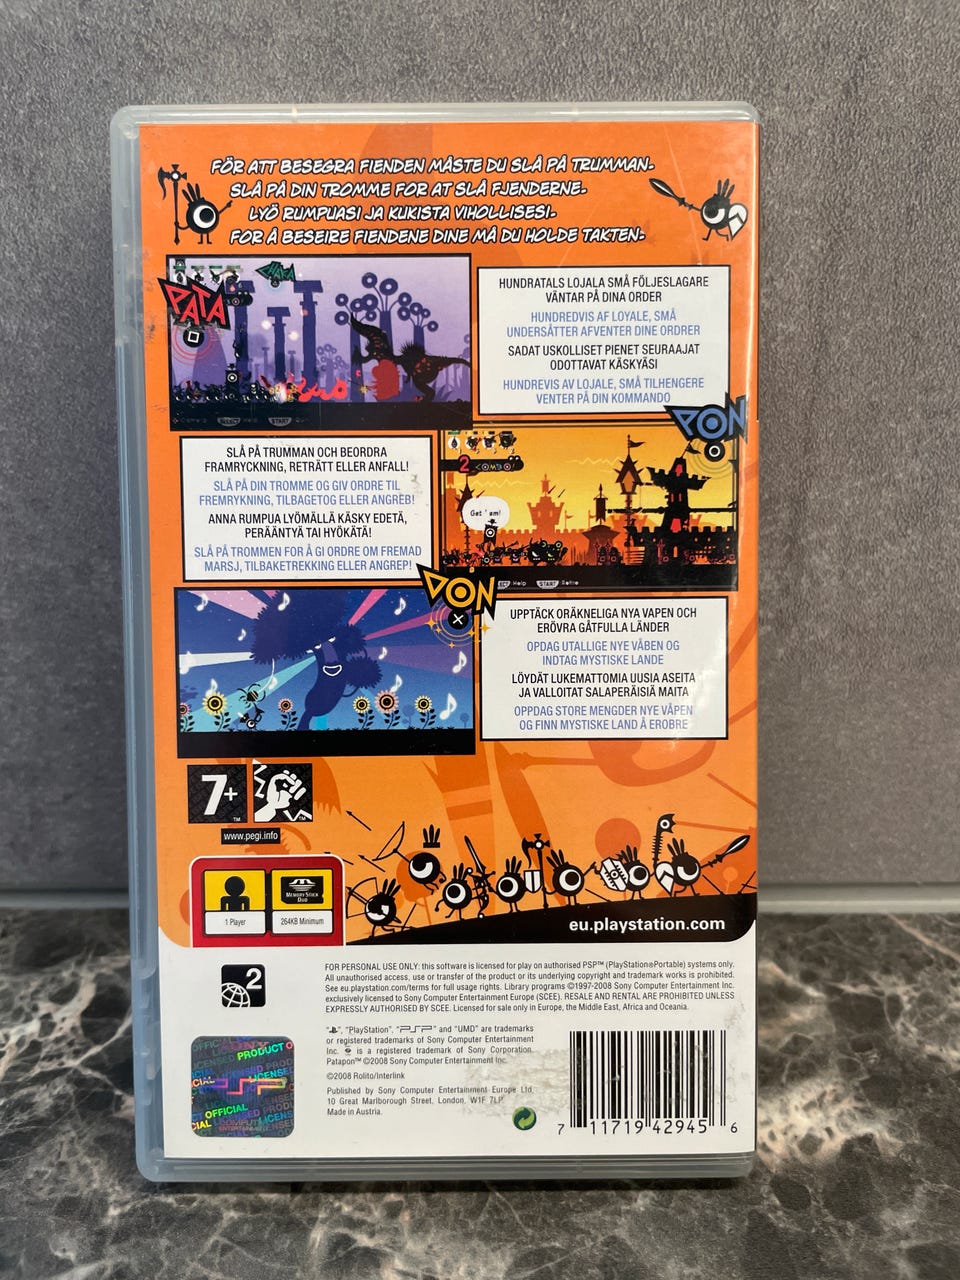 FÖR ATT BESEGRA FIENDEN MÅSTE DU SLÅ PÅ TRUMMAN.
SLÅ PÅ DIN TROMME FOR AT SLÅ FJENDERNE.
LYÖ RUMPUASI JA KUKISTA VIHOLLISESI.
FOR Å BESEIRE FIENDENE DINE MÅ DU HOLDE TAKTEN.
CHAKA
PATA
SELECT Help START
HUNDRATALS LOJALA SMÅ FÖLJESLAGARE
VÄNTAR PÅ DINA ORDER
HUNDREDVIS AF LOYALE, SMÅ
UNDERSÅTTER AFVENTER DINE ORDRER
SADAT USKOLLISET PIENET SEURAAJAT
ODOTTAVAT KÄSKYÄSI
HUNDREVIS AV LOJALE, SMÅ TILHENGERE
VENTER PÅ DIN KOMMANDO
PON
SLÅ PÅ TRUMMAN OCH BEORDRA
FRAMRYCKNING, RETRÄTT ELLER ANFALL!
SLÅ PÅ DIN TROMME OG GIV ORDRE TIL
FREMRYKNING, TILBAGETOG ELLER ANGREB!
ANNA RUMPUA LYÖMÄLLÄ KÄSKY EDETÄ,
PERÄÄNTYÄ TAI HYÖKÄTÄ!
SLÅ PÅ TROMMEN FOR Å GI ORDRE OM FREMAD
MARSJ, TILBAKETREKKING ELLER ANGREP!
2 COMBO!
Get 'em!
Help START Retire
DON
UPPTÄCK ORÄKNELIGA NYA VAPEN OCH
ERÖVRA GÅTFULLA LÄNDER
OPDAG UTALLIGE NYE VÅBEN OG
INDTAG MYSTISKE LANDE
LÖYDÄT LUKEMATTOMIA UUSIA ASEITA
JA VALLOITAT SALAPERÄISIÄ MAITA
OPPDAG STORE MENGDER NYE VÅPEN
OG FINN MYSTISKE LAND Å EROBRE
7+ ™
™
www.pegi.info
MEMORY STICK
DUO
1 Player
264KB Minimum
eu.playstation.com
2
FOR PERSONAL USE ONLY: this software is licensed for play on authorised PSP™ (PlayStation®Portable) systems only.
All unauthorised access, use or transfer of the product or its underlying copyright and trademark works is prohibited.
See eu.playstation.com/terms for full usage rights. Library programs ©1997-2008 Sony Computer Entertainment Inc.
exclusively licensed to Sony Computer Entertainment Europe (SCEE). RESALE AND RENTAL ARE PROHIBITED UNLESS
EXPRESSLY AUTHORISED BY SCEE. Licensed for sale only in Europe, the Middle East, Africa and Oceania.
"", "PlayStation", "PSP" and "UMD" are trademarks
or registered trademarks of Sony Computer Entertainment
Inc. is a registered trademark of Sony Corporation.
Patapon™ ©2008 Sony Computer Entertainment Inc.
©2008 Rolito/Interlink
Published by Sony Computer Entertainment Europe Ltd,
10 Great Marlborough Street, London, W1F 7LP
Made in Austria.
PRODUCT O
OFFICIAL
7 11719 42945 6